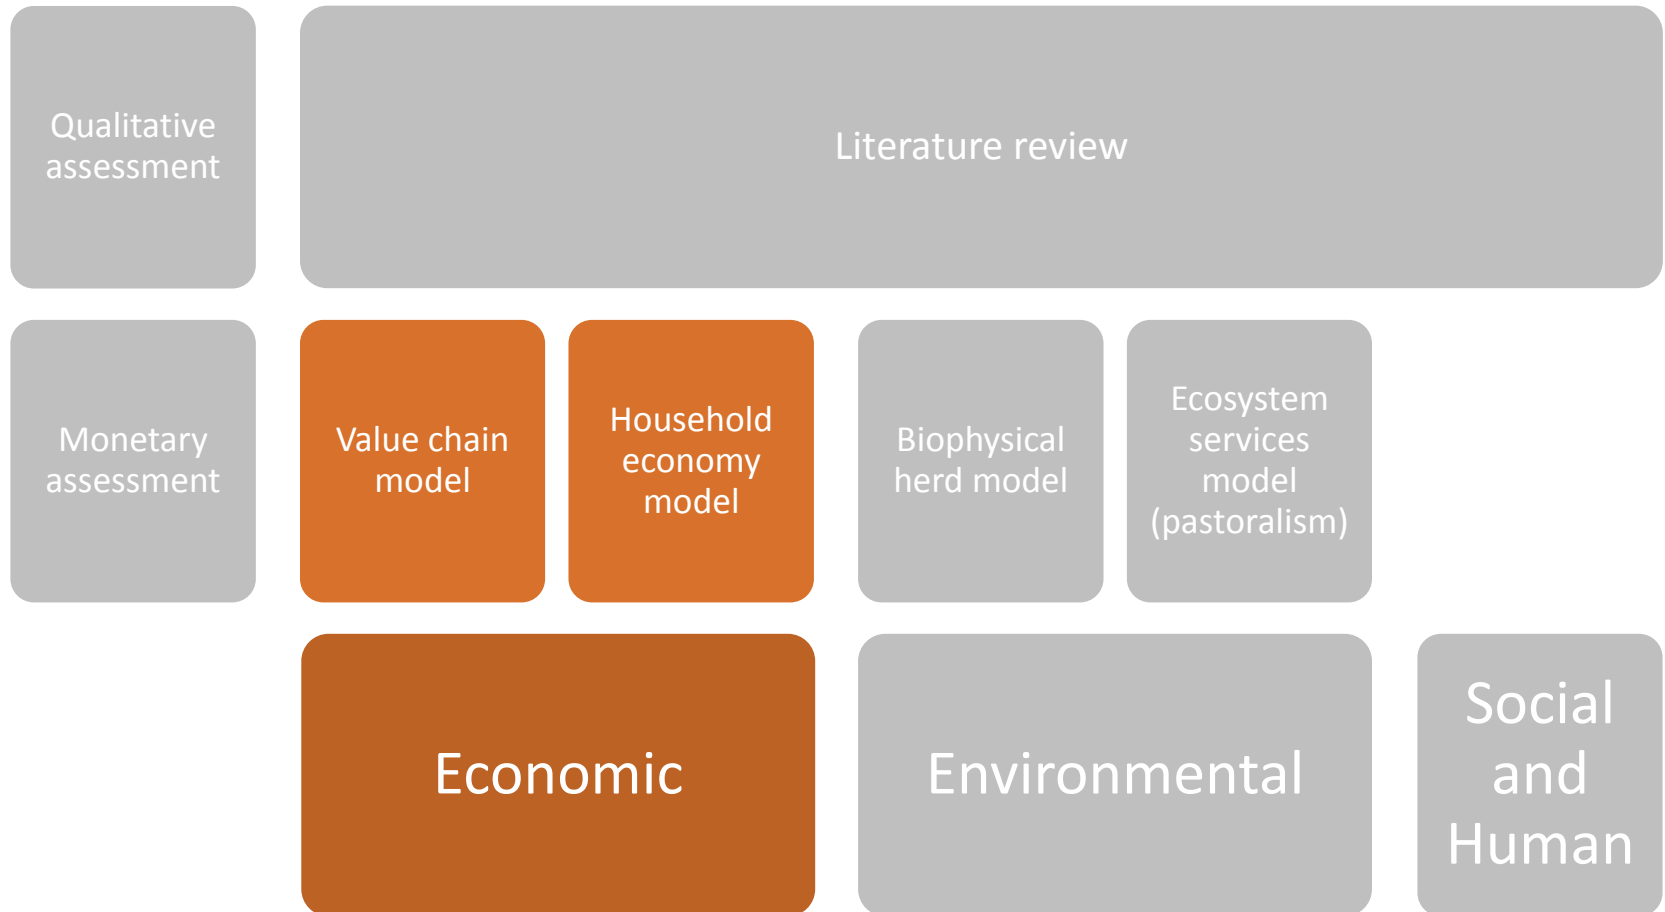 Qualitative
assessment
Literature review
Monetary
assessment
Value chain
model
Household
economy
model
Biophysical
herd model
Ecosystem
services
model
(pastoralism)
Economic
Environmental
Social
and
Human